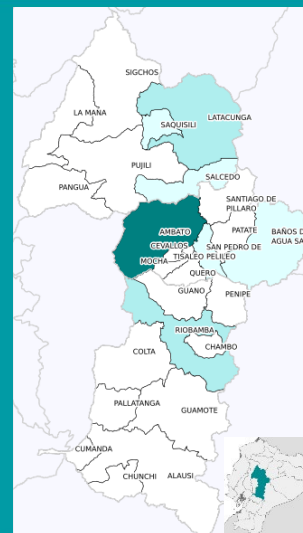 SIGCHOS
LA MANA
LATACUNGA
SAQUISILI
PUJILI
PANGUA
SALCEDO
SANTIAGO DE
PILLARO
AMBATO
PATATE
BAÑOS D
AGUA SA
CEVALLOS
SAN PEDRO DE
PELILEO
TISALEO
MOCHA
QUERO
GUANO
PENIPE
RIOBAMBA
CHAMBO
COLTA
PALLATANGA
GUAMOTE
CUMANDA
CHUNCHI
ALAUSI